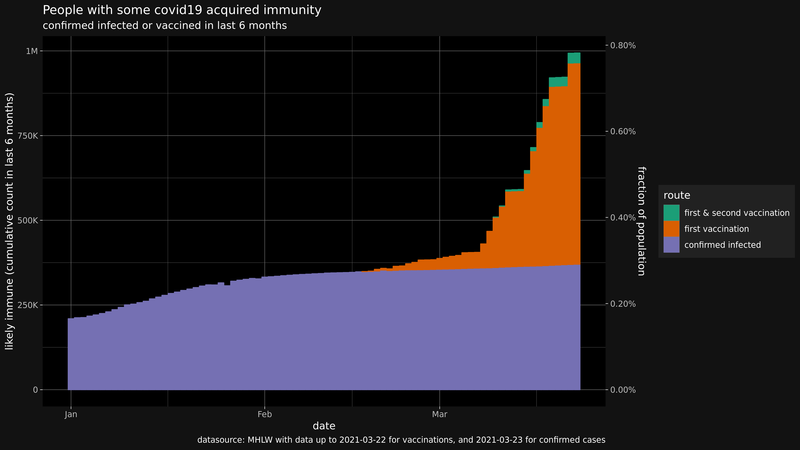 People with some covid19 acquired immunity
confirmed infected or vaccined in last 6 months
likely immune (cumulative count in last 6 months)
1M
750K
500K
250K
0
0.80%
0.60%
0.40%
0.20%
0.00%
fraction of population
route
first & second vaccination
first vaccination
confirmed infected
Jan
Feb
Mar
date
datasource: MHLW with data up to 2021-03-22 for vaccinations, and 2021-03-23 for confirmed cases